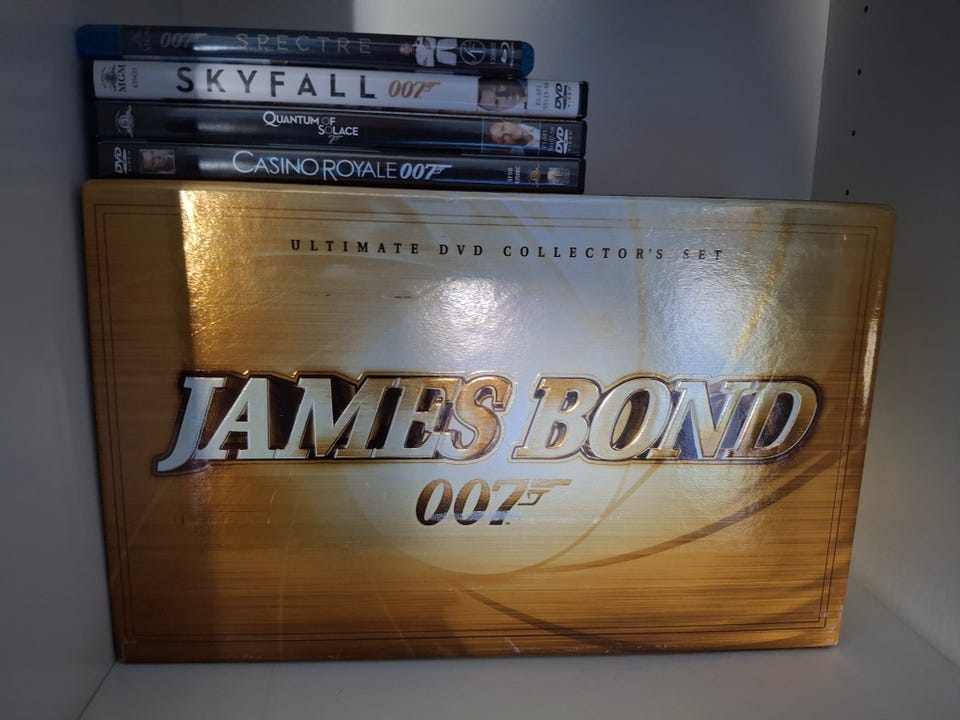 007 SPECTRE
MGM SKYFALL 007 DVD
QUANTUM OF SOLACE DVD
DVD CASINO ROYALE 007
ULTIMATE DVD COLLECTOR'S SET
JAMES BOND
007